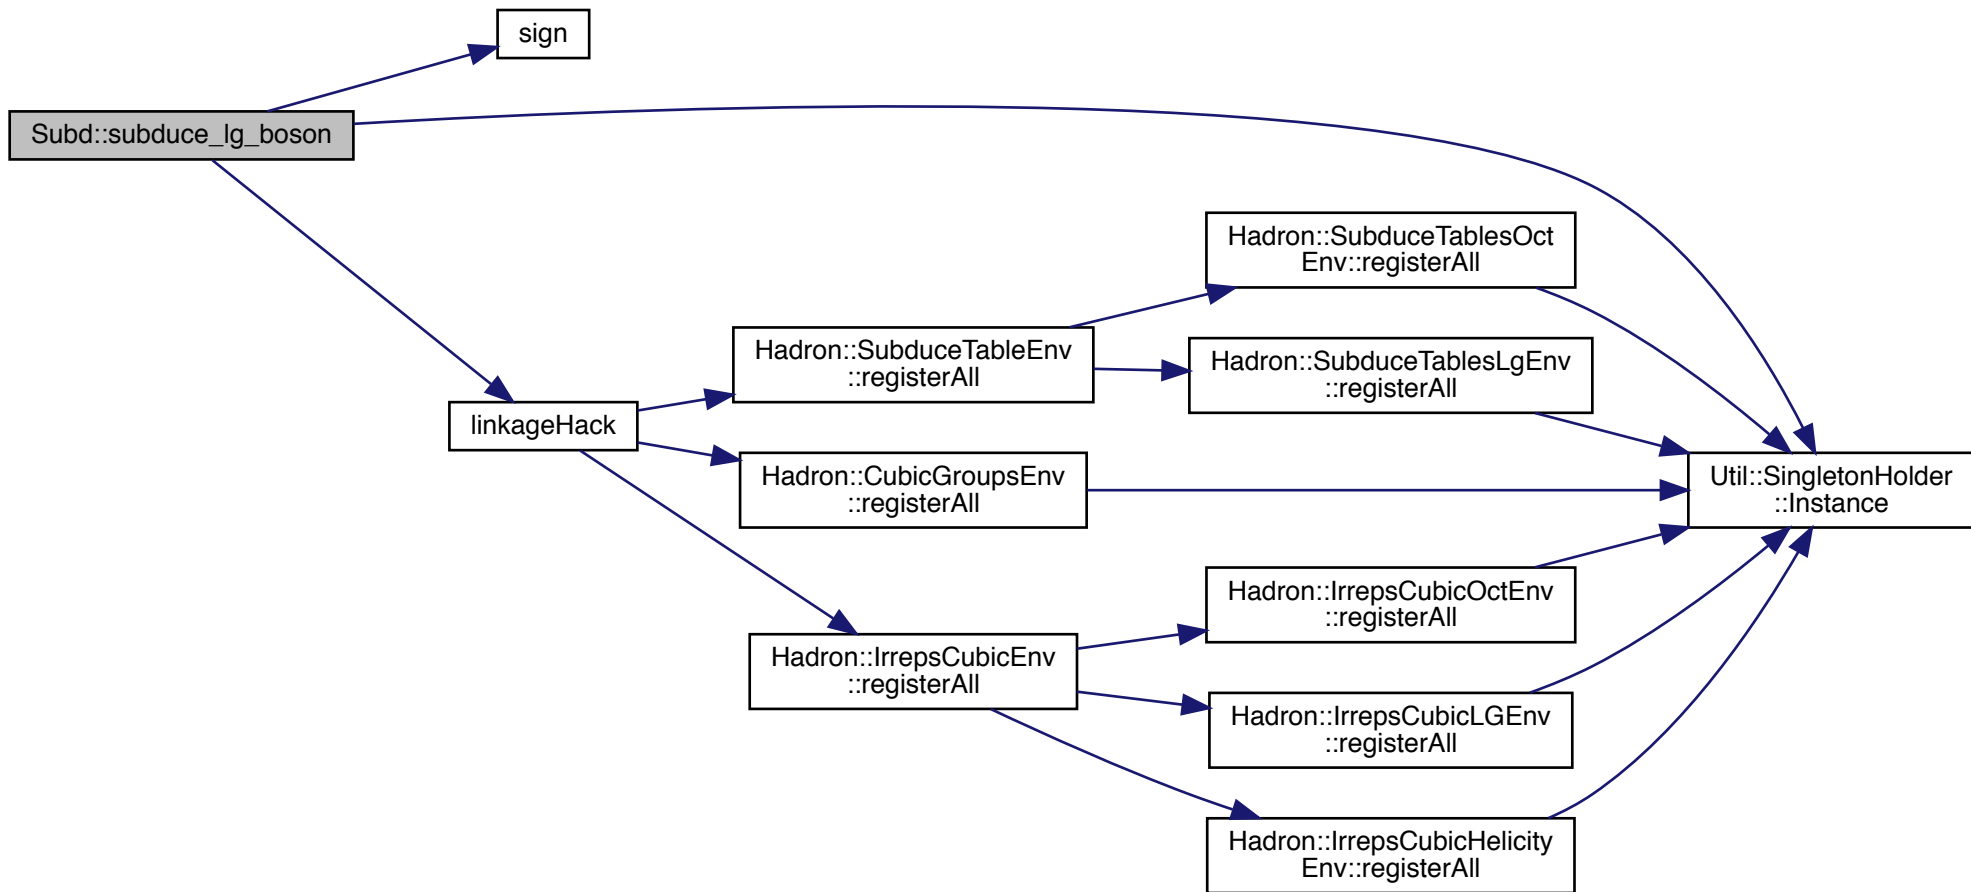 sign
Subd::subduce_lg_boson
Hadron::SubduceTablesOct
Env::registerAll
Hadron::SubduceTableEnv
::registerAll
Hadron::SubduceTablesLgEnv
::registerAll
linkageHack
Hadron::CubicGroupsEnv
::registerAll
Util::SingletonHolder
::Instance
Hadron::IrrepsCubicOctEnv
::registerAll
Hadron::IrrepsCubicEnv
::registerAll
Hadron::IrrepsCubicLGEnv
::registerAll
Hadron::IrrepsCubicHelicity
Env::registerAll